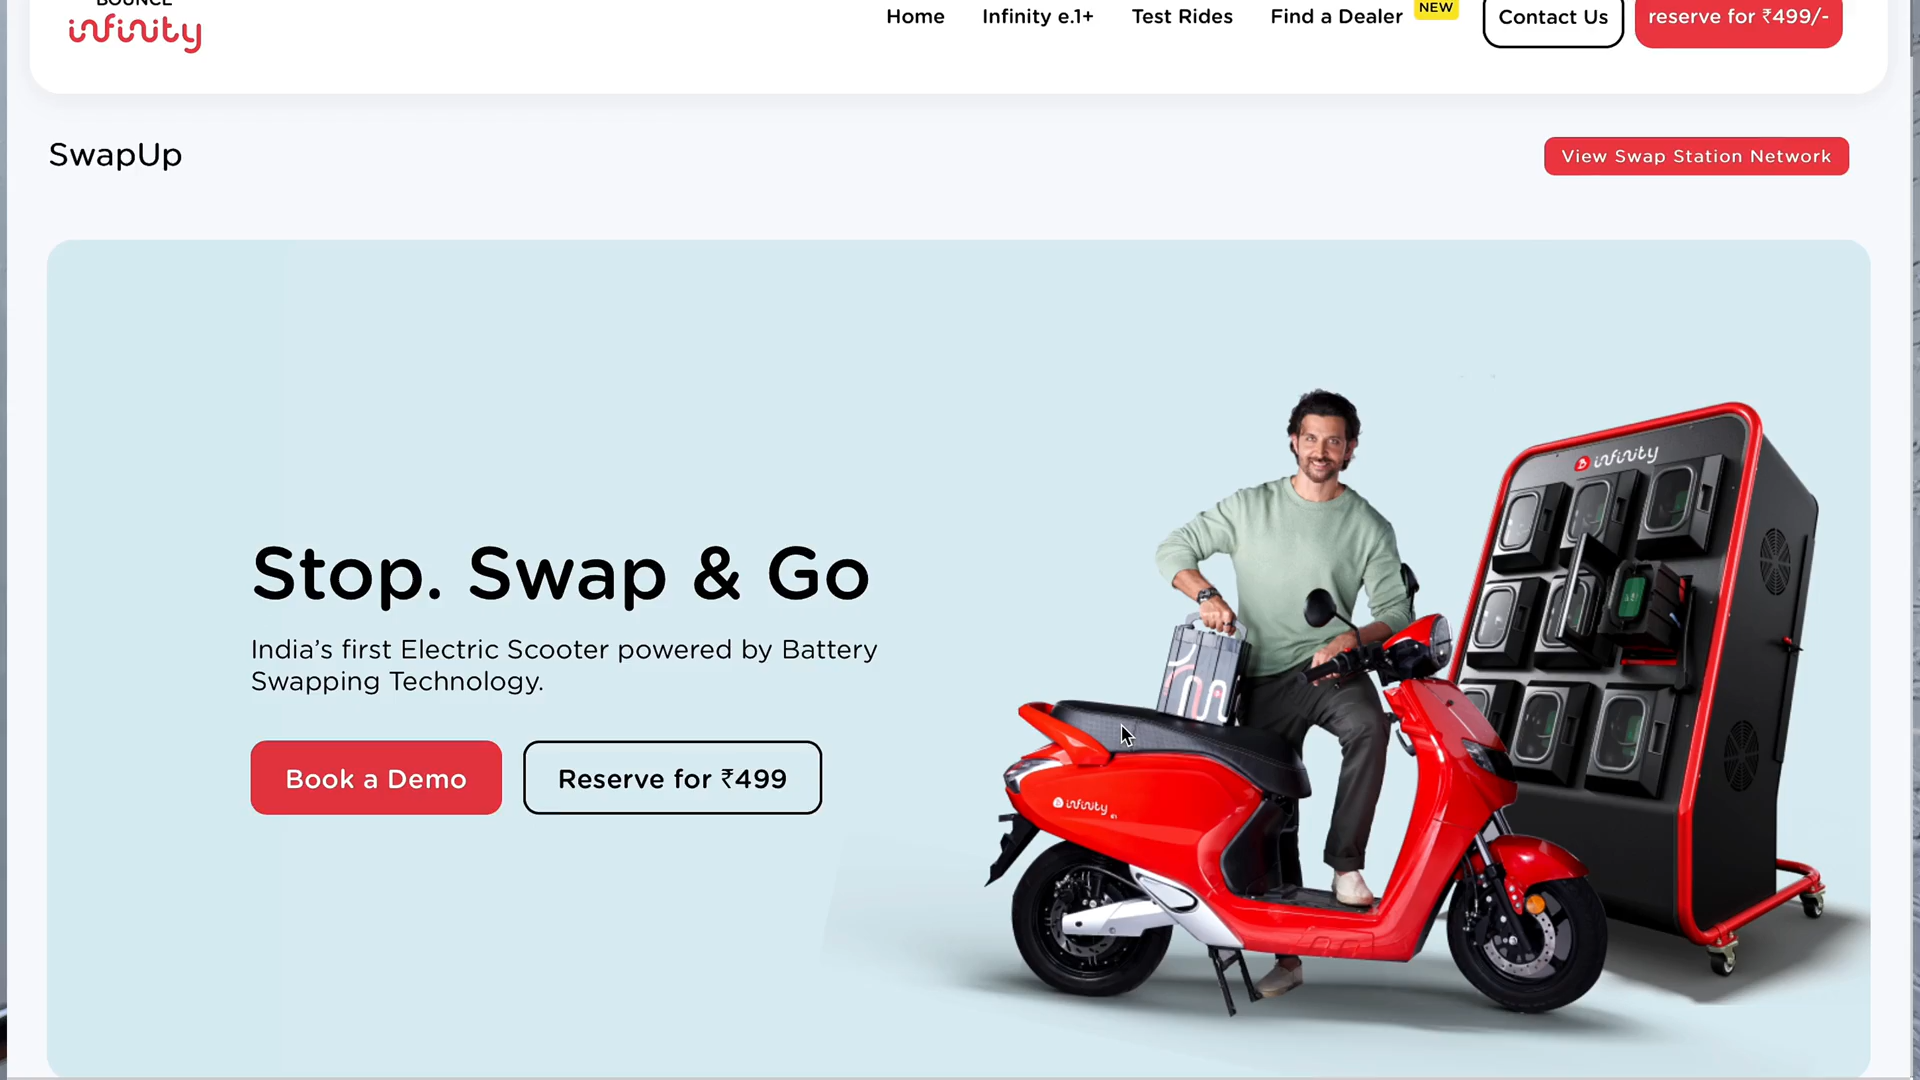 BOUNCE
infinity
Home
Infinity e.1+
Test Rides
Find a Dealer
NEW
Contact Us
reserve for ₹499/-
SwapUp
View Swap Station Network
infinity
Stop. Swap & Go
India’s first Electric Scooter powered by Battery
Swapping Technology.
Book a Demo
Reserve for ₹499
infinity